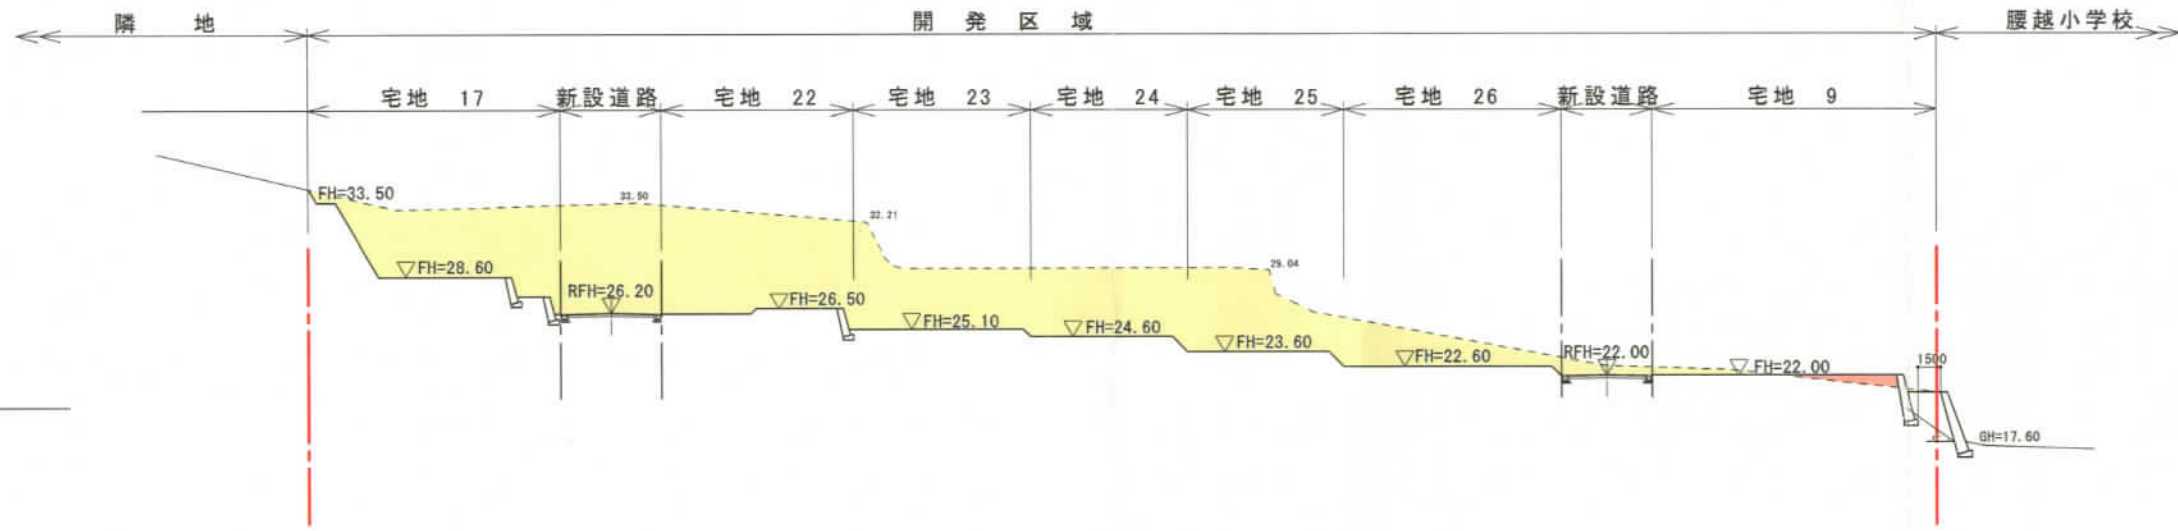 隣地 開発区域 腰越小学校
宅地 17 新設道路 宅地 22 宅地 23 宅地 24 宅地 25 宅地 26 新設道路 宅地 9
FH=33.50
33.50
32.21
FH=28.60
29.04
RFH=26.20
FH=26.50
FH=25.10
FH=24.60
FH=23.60
FH=22.60
RFH=22.00
FH=22.00
1500
GH=17.60